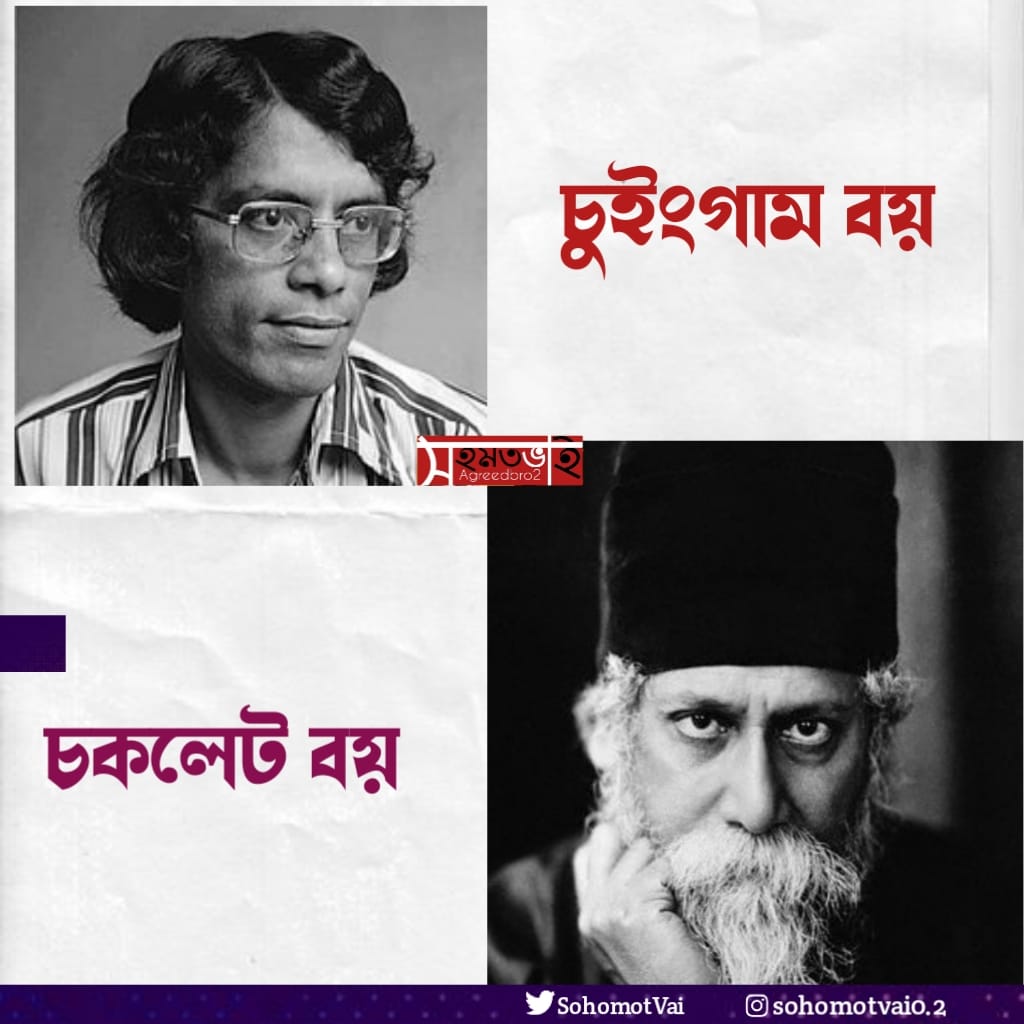 চুইংগাম বয়
সহমতভাই
Agreedbro2
চকলেট বয়
SohomotVai
sohomotvai0.2